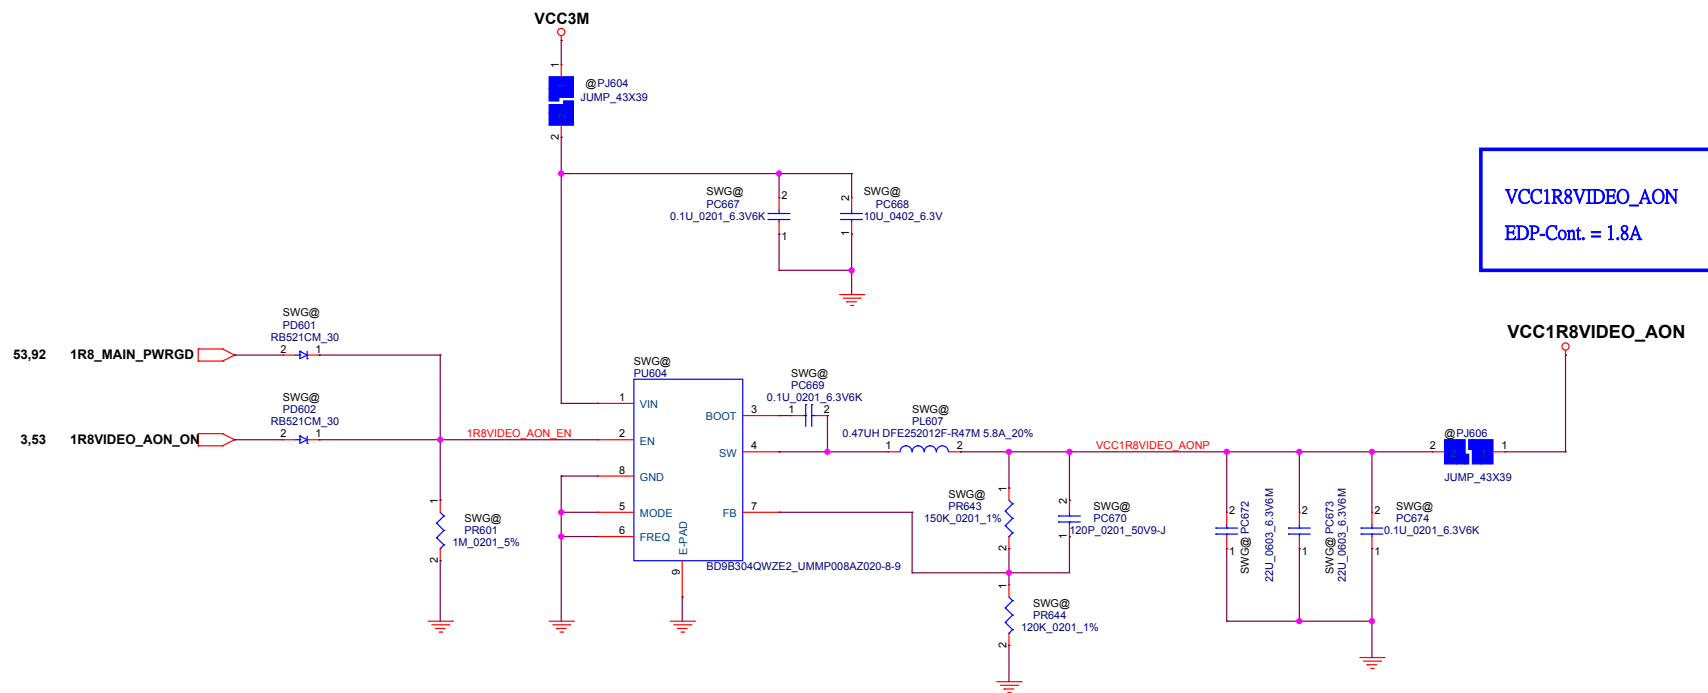 VCC3M
1
@PJ604
JUMP_43X39
2
SWG@
PC667
0.1U_0201_6.3V6K
2
1
SWG@
PC668
10U_0402_6.3V
2
1
VCC1R8VIDEO_AON
EDP-Cont. = 1.8A
VCC1R8VIDEO_AON
53,92 1R8_MAIN_PWRGD
SWG@
PD601
RB521CM_30
2 1
3,53 1R8VIDEO_AON_ON
SWG@
PD602
RB521CM_30
2 1
1R8VIDEO_AON_EN
1
SWG@
PR601
1M_0201_5%
2
SWG@
PU604
1 VIN
2 EN
8 GND
5 MODE
6 FREQ
BOOT 3
SW 4
FB 7
E-PAD
9
BD9B304QWZE2_UMMP008AZ020-8-9
SWG@
PC669
0.1U_0201_6.3V6K
1 2
SWG@
PL607
0.47UH DFE252012F-R47M 5.8A_20%
1 2
VCC1R8VIDEO_AONP
1
SWG@
PR643
150K_0201_1%
2
2
SWG@
PC670
120P_0201_50V9-J
1
1
SWG@
PR644
120K_0201_1%
2
2
1
SWG@ PC672
22U_0603_6.3V6M
2
1
SWG@ PC673
22U_0603_6.3V6M
2
SWG@
PC674
0.1U_0201_6.3V6K
1
@PJ606
2 1
JUMP_43X39